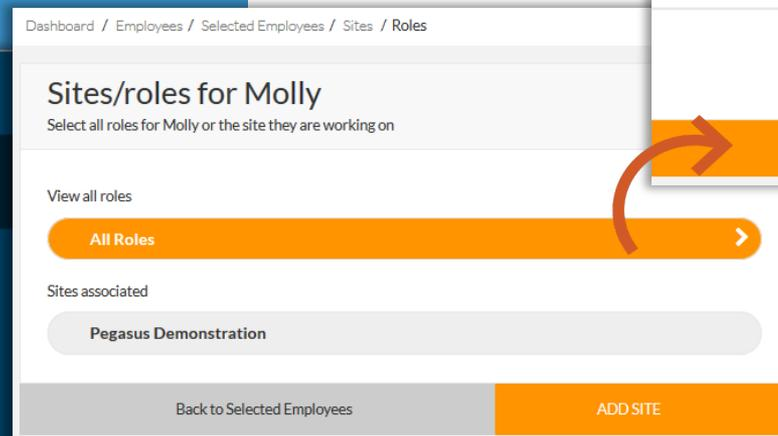 Dashboard / Employees / Selected Employees / Sites / Roles
Sites/roles for Molly
Select all roles for Molly or the site they are working on
View all roles
All Roles
Sites associated
Pegasus Demonstration
Back to Selected Employees
ADD SITE